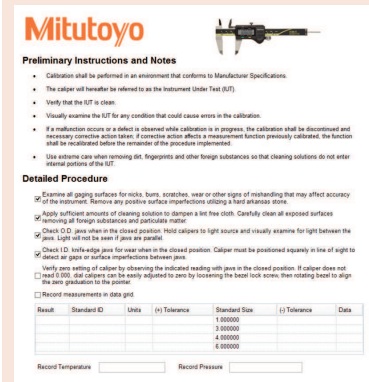 Mitutoyo
Preliminary Instructions and Notes
• Calibration shall be performed in an environment that conforms to Manufacturer Specifications.
• The caliper will hereafter be referred to as the Instrument Under Test (IUT).
• Verify that the IUT is clean.
• Visually examine the IUT for any condition that could cause errors in the calibration.
• If a malfunction occurs or a defect is observed while calibration is in progress, the calibration shall be discontinued and
necessary corrective action taken; if corrective action affects a measurement function previously calibrated, the function
shall be recalibrated before the remainder of the procedure implemented.
• Use extreme care when removing dirt, fingerprints and other foreign substances so that cleaning solutions do not enter
internal portions of the IUT.
Detailed Procedure
Examine all gaging surfaces for nicks, burrs, scratches, wear or other signs of mishandling that may affect accuracy
of the instrument. Remove any positive surface imperfections utilizing a hard arkansas stone.
Apply sufficient amounts of cleaning solution to dampen a lint free cloth. Carefully clean all exposed surfaces
removing all foreign substances and particulate matter.
Check O.D. jaws when in the closed position. Hold calipers to light source and visually examine for light between the
jaws. Light will not be seen if jaws are parallel.
Check I.D. knife-edge jaws for wear when in the closed position. Caliper must be positioned squarely in line of sight to
detect air gaps or surface imperfections between jaws.
Verify zero setting of caliper by observing the indicated reading with jaws in the closed position. If caliper does not
read 0.000, dial calipers can be easily adjusted to zero by loosening the bezel lock screw, then rotating bezel to align
the zero graduation to the pointer.
Record measurements in data grid.
Result Standard ID Units (+) Tolerance Standard Size (-) Tolerance Data
1.000000
3.000000
4.000000
6.000000
Record Temperature Record Pressure